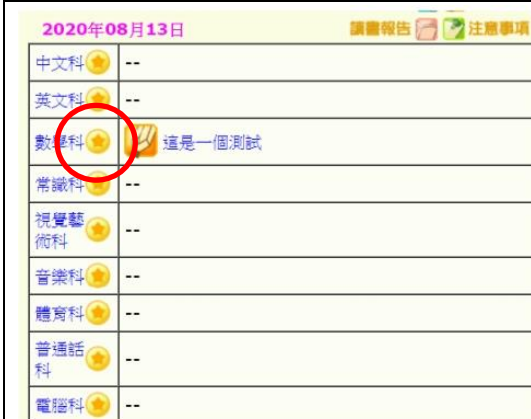 2020年08月13日 讀書報告 注意事項
中文科 --
英文科 --
數學科 這是一個測試
常識科 --
視覺藝
術科 --
音樂科 --
體育科 --
普通話
科 --
電腦科 --